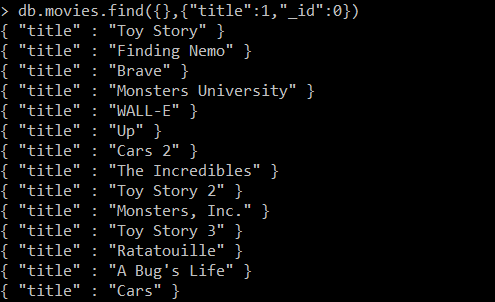 > db.movies.find({},{"title":1,"_id":0})
{ "title" : "Toy Story" }
{ "title" : "Finding Nemo" }
{ "title" : "Brave" }
{ "title" : "Monsters University" }
{ "title" : "WALL-E" }
{ "title" : "Up" }
{ "title" : "Cars 2" }
{ "title" : "The Incredibles" }
{ "title" : "Toy Story 2" }
{ "title" : "Monsters, Inc." }
{ "title" : "Toy Story 3" }
{ "title" : "Ratatouille" }
{ "title" : "A Bug's Life" }
{ "title" : "Cars" }